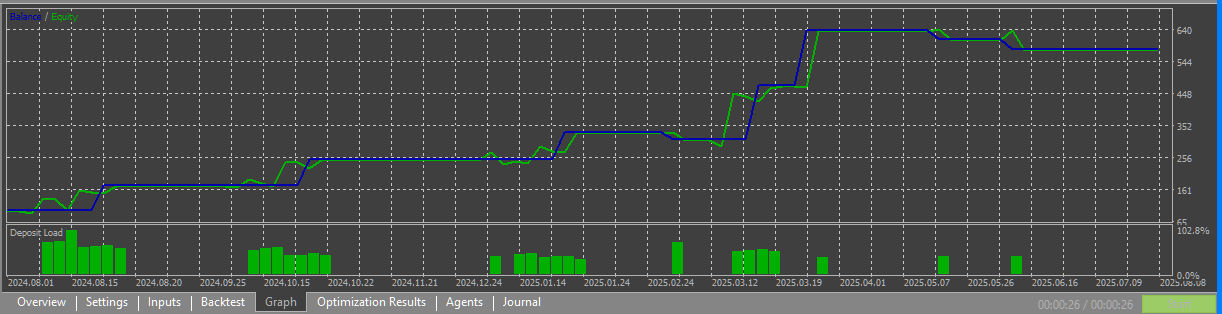 Balance / Equity
640
544
448
352
256
161
65
Deposit Load
102.8%
0.0%
2024.08.01 2024.08.15 2024.08.20 2024.09.25 2024.10.15 2024.10.22 2024.11.21 2024.12.24 2025.01.14 2025.01.24 2025.02.24 2025.03.12 2025.03.19 2025.04.01 2025.05.07 2025.05.26 2025.06.16 2025.07.09 2025.08.08
Overview Settings Inputs Backtest Graph Optimization Results Agents Journal 00:00:26 / 00:00:26